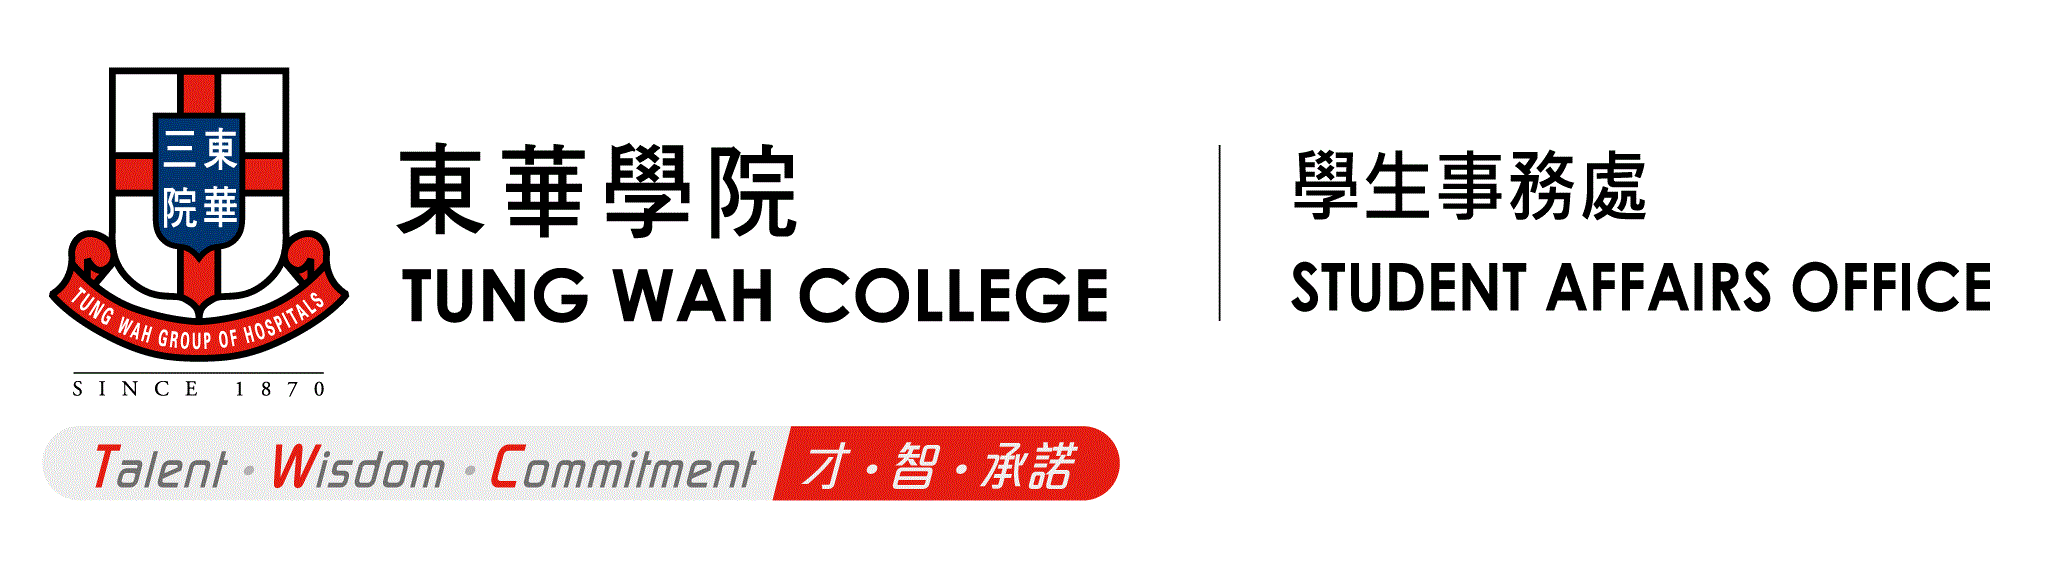 東華
三院
TUNG WAH GROUP OF HOSPITALS
SINCE 1870
東華學院
TUNG WAH COLLEGE
學生事務處
STUDENT AFFAIRS OFFICE
Talent · Wisdom · Commitment 才·智·承諾